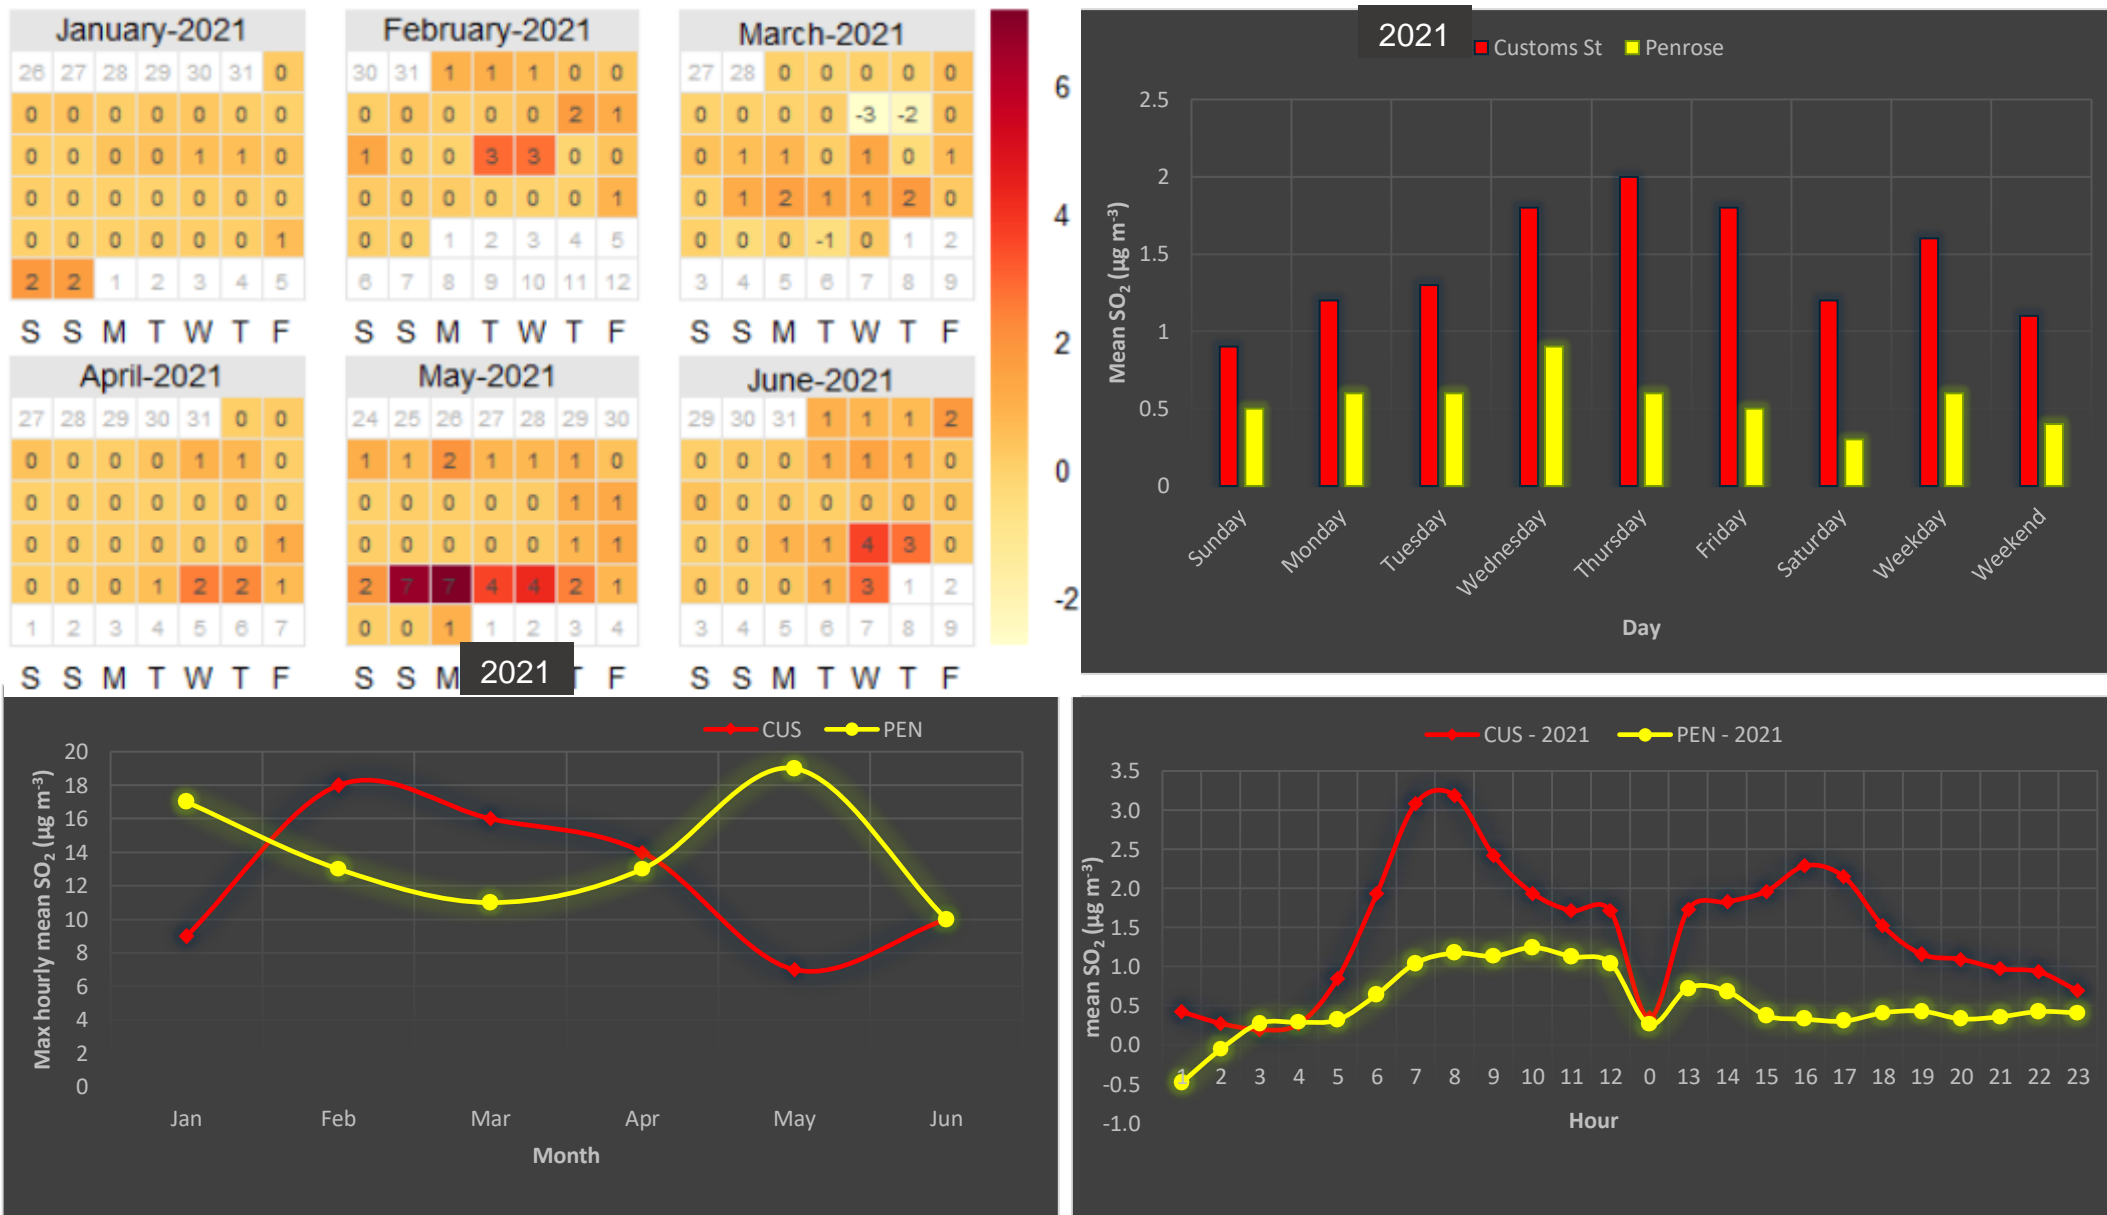 January-2021
26 27 28 29 30 31 0
0 0 0 0 0 0 0
0 0 0 0 1 1 0
0 0 0 0 0 0 0
0 0 0 0 0 0 1
2 2 1 2 3 4 5
S S M T W T F
February-2021
30 31 1 1 1 0 0
0 0 0 0 0 2 1
1 0 0 3 3 0 0
0 0 0 0 0 0 1
0 0 1 2 3 4 5
6 7 8 9 10 11 12
S S M T W T F
March-2021
27 28 0 0 0 0 0
0 0 0 0 -3 -2 0
0 1 1 0 1 0 1
0 1 2 1 1 2 0
0 0 0 -1 0 1 2
3 4 5 6 7 8 9
S S M T W T F
April-2021
27 28 29 30 31 0 0
0 0 0 0 1 1 0
0 0 0 0 0 0 0
0 0 0 0 0 0 1
0 0 0 1 2 2 1
1 2 3 4 5 6 7
S S M T W T F
May-2021
24 25 26 27 28 29 30
1 1 2 1 1 1 0
0 0 0 0 0 1 1
0 0 0 0 0 1 1
2 7 7 4 4 2 1
0 0 1 1 2 3 4
S S M F
June-2021
29 30 31 1 1 1 2
0 0 0 1 1 1 0
0 0 0 0 0 0 0
0 0 1 1 4 3 0
0 0 0 1 3 1 2
3 4 5 6 7 8 9
S S M T W T F
6
4
2
0
-2
2021
Customs St Penrose
Mean SO₂ (µg m⁻³)
2.5
2
1.5
1
0.5
0
Sunday Monday Tuesday Wednesday Thursday Friday Saturday Weekday Weekend
Day
2021
CUS PEN
Max hourly mean SO₂ (µg m⁻³)
20
18
16
14
12
10
8
6
4
2
0
Jan Feb Mar Apr May Jun
Month
CUS - 2021 PEN - 2021
mean SO₂ (µg m⁻³)
3.5
3.0
2.5
2.0
1.5
1.0
0.5
0.0
-0.5
-1.0
1 2 3 4 5 6 7 8 9 10 11 12 0 13 14 15 16 17 18 19 20 21 22 23
Hour